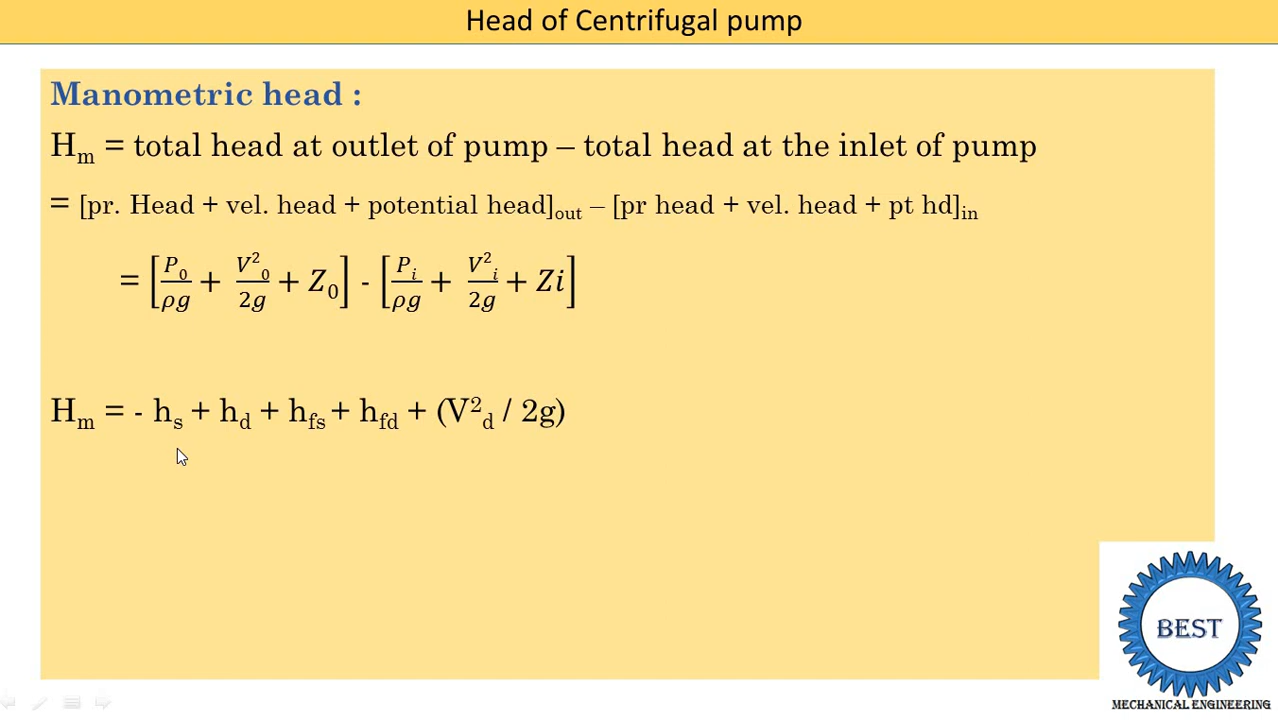 Head of Centrifugal pump
Manometric head :
Hₘ = total head at outlet of pump – total head at the inlet of pump
= [pr. Head + vel. head + potential head]out – [pr head + vel. head + pt hd]in
= [P₀/ρg + V²₀/2g + Z₀] - [Pᵢ/ρg + V²ᵢ/2g + Zi]
Hₘ = - hs + hd + hfs + hfd + (V²d / 2g)
BEST
MECHANICAL ENGINEERING